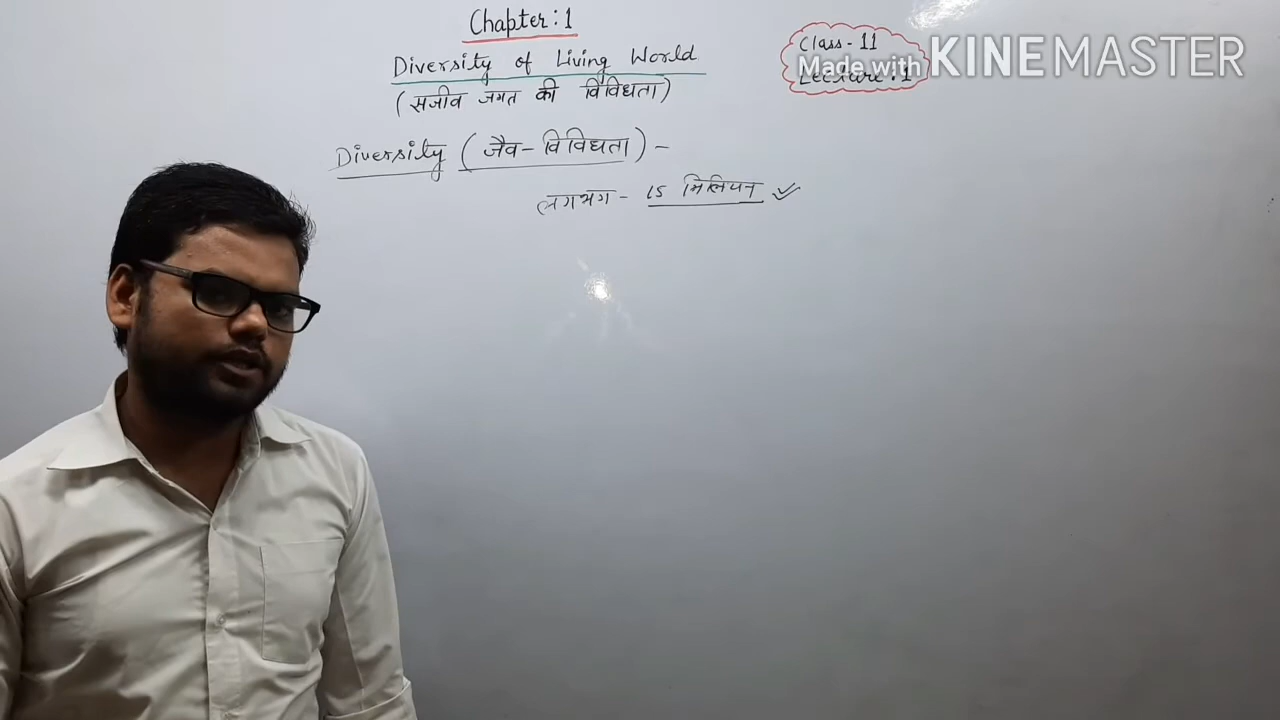 Chapter : 1
Diversity of Living World
(सजीव जगत की विविधता)
Class - 11
Lecture : 1
Made with KINEMASTER
Diversity (जैव - विविधता) -
लगभग - 15 मिलियन